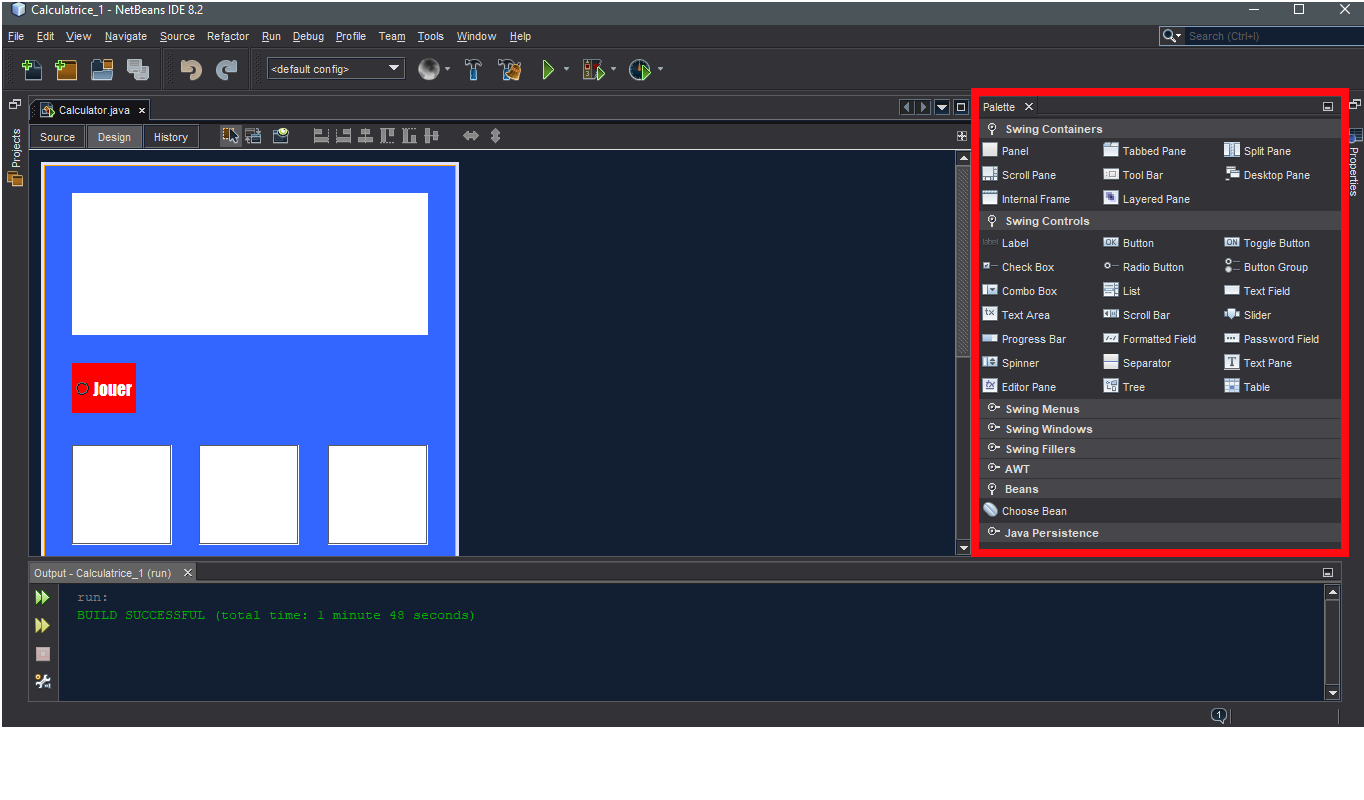 Calculatrice_1 - NetBeans IDE 8.2
File Edit View Navigate Source Refactor Run Debug Profile Team Tools Window Help
Search (Ctrl+I)
<default config>
Projects
Calculator.java
Source Design History
Jouer
Palette
Properties
Swing Containers
Panel Tabbed Pane Split Pane
Scroll Pane Tool Bar Desktop Pane
Internal Frame Layered Pane
Swing Controls
label Label OK Button ON Toggle Button
Check Box Radio Button Button Group
Combo Box List Text Field
Text Area Scroll Bar Slider
Progress Bar Formatted Field Password Field
Spinner Separator T Text Pane
Editor Pane Tree Table
Swing Menus
Swing Windows
Swing Fillers
AWT
Beans
Choose Bean
Java Persistence
Output - Calculatrice_1 (run)
run:
BUILD SUCCESSFUL (total time: 1 minute 48 seconds)
1